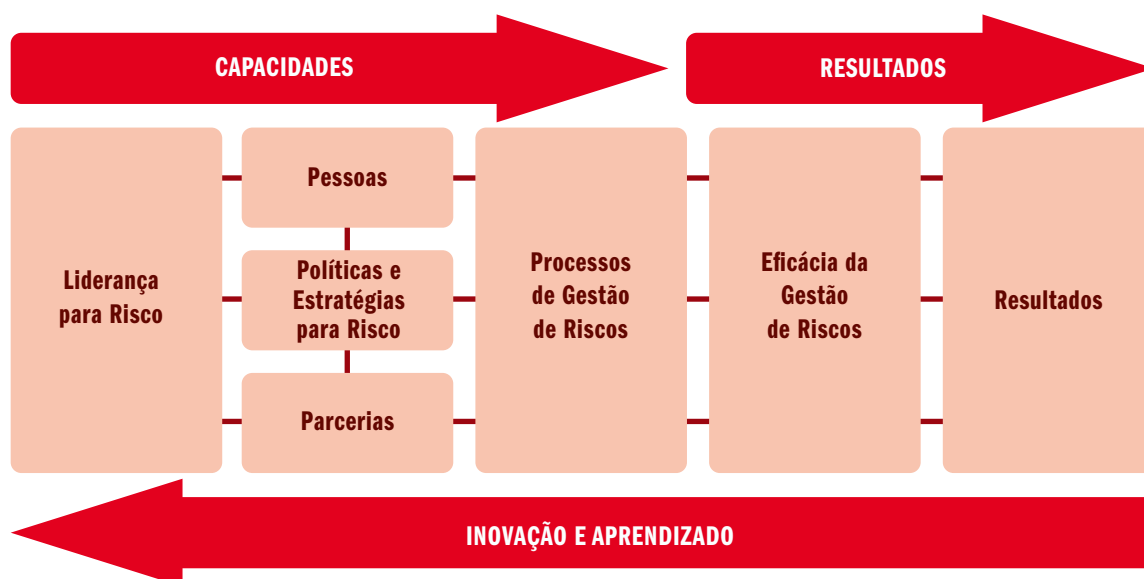 CAPACIDADES
RESULTADOS
Liderança
para Risco
Pessoas
Políticas e
Estratégias
para Risco
Parcerias
Processos
de Gestão
de Riscos
Eficácia da
Gestão
de Riscos
Resultados
INOVAÇÃO E APRENDIZADO